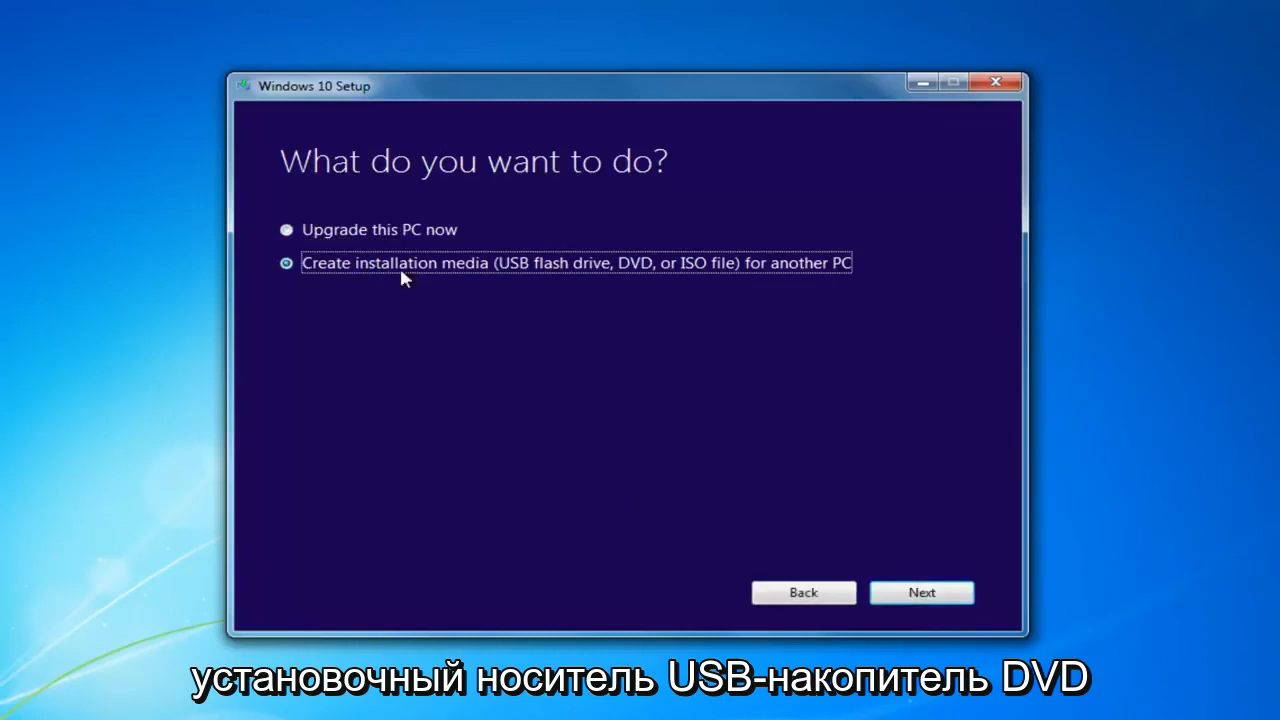 Windows 10 Setup
What do you want to do?
Upgrade this PC now
Create installation media (USB flash drive, DVD, or ISO file) for another PC
Back
Next
установочный носитель USB-накопитель DVD